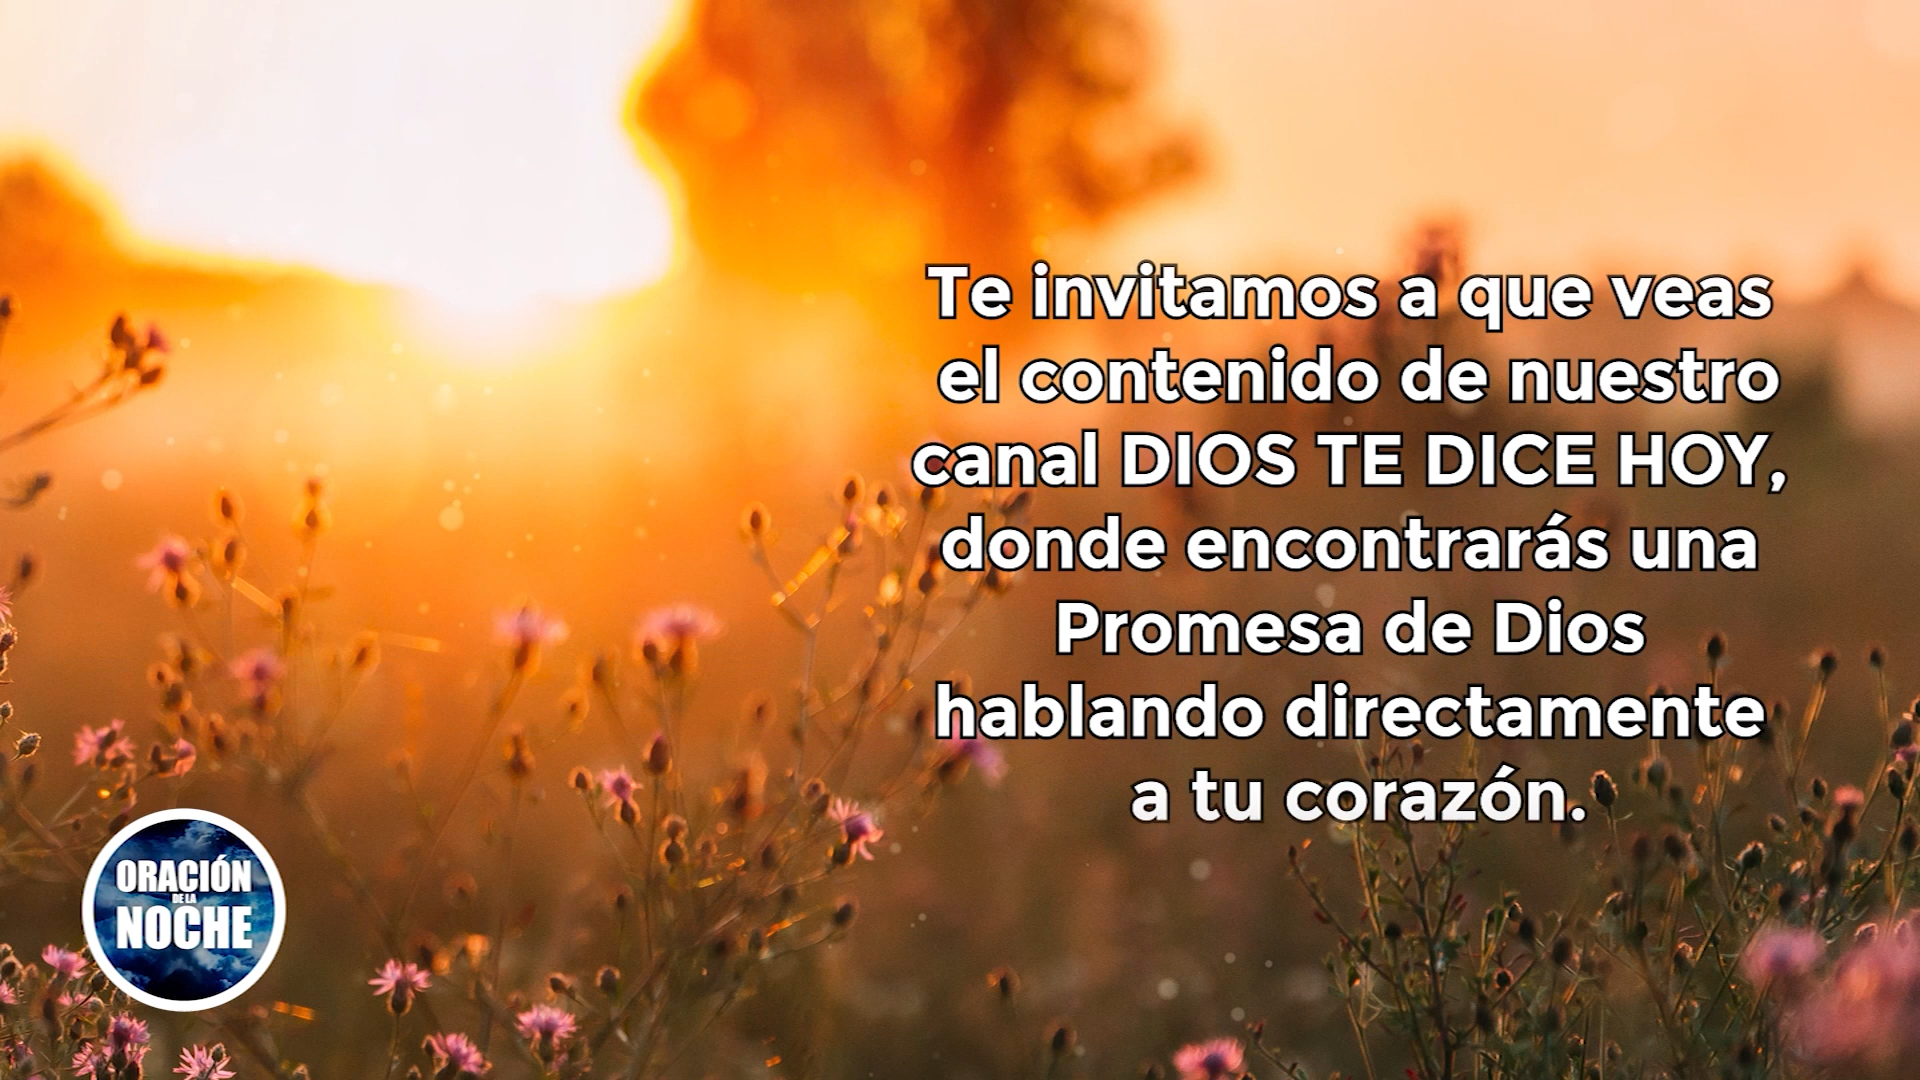 Te invitamos a que veas
el contenido de nuestro
canal DIOS TE DICE HOY,
donde encontrarás una
Promesa de Dios
hablando directamente
a tu corazón.
ORACIÓN
DE LA
NOCHE